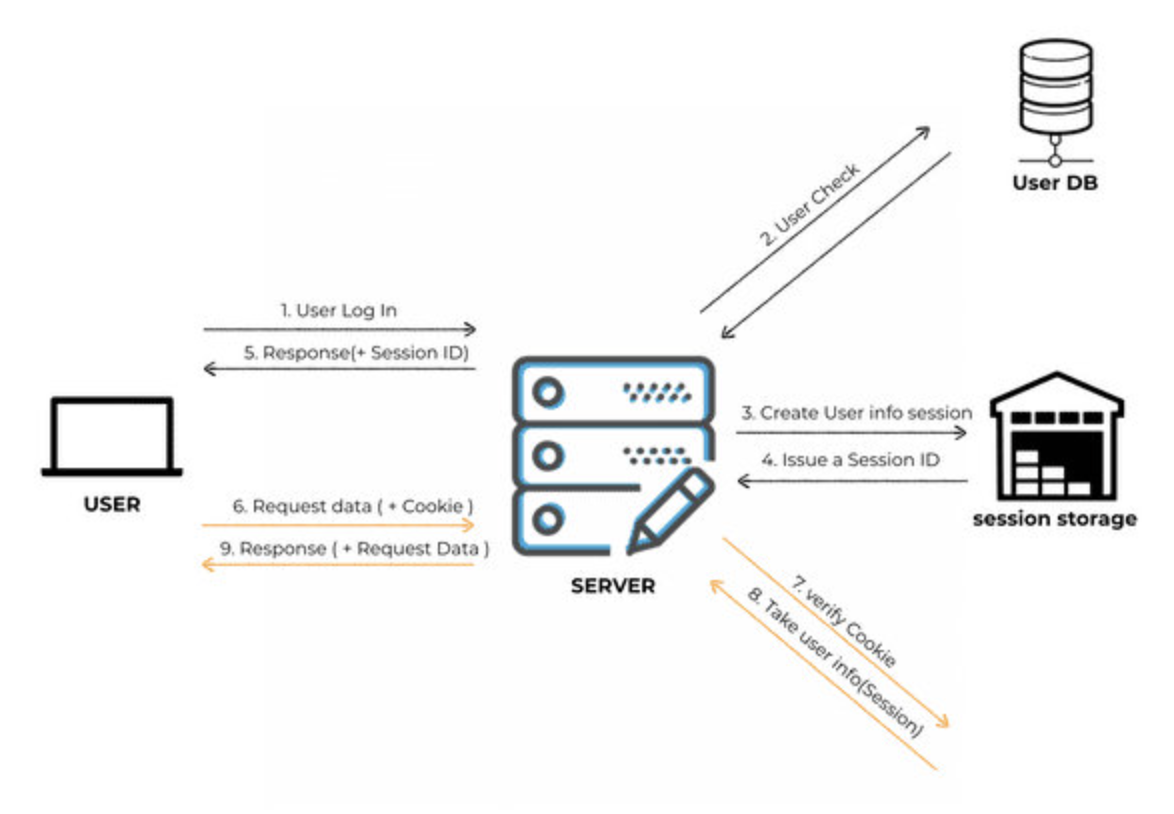 User DB
2. User Check
1. User Log In
5. Response(+ Session ID)
3. Create User info session
4. Issue a Session ID
USER
6. Request data ( + Cookie )
9. Response ( + Request Data )
SERVER
session storage
7. verify Cookie
8. Take user info(Session)